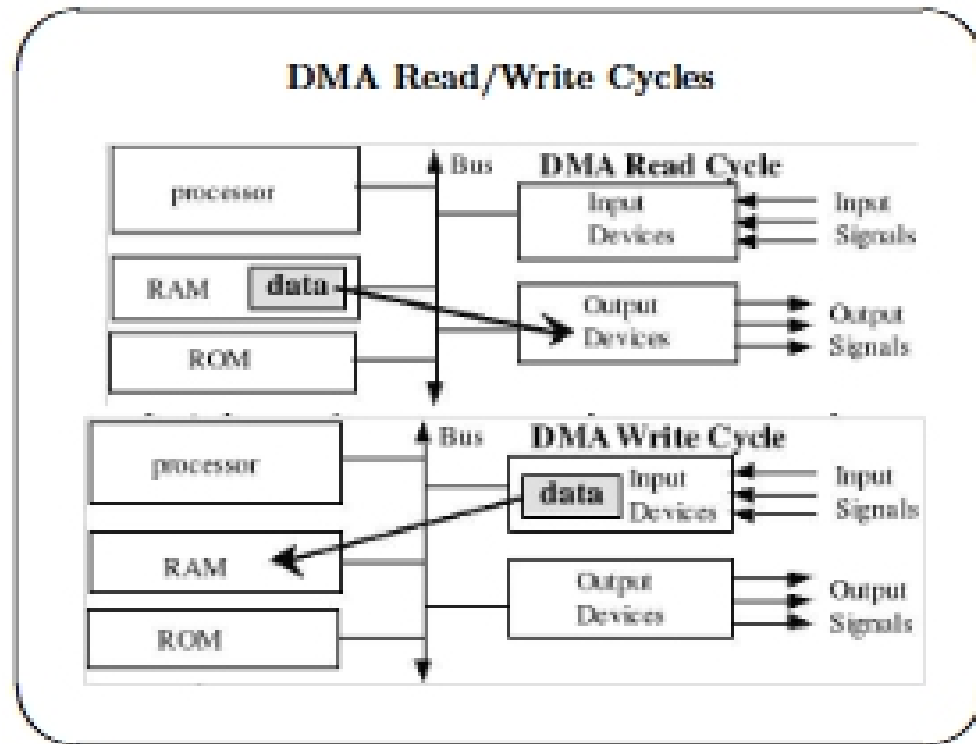 DMA Read/Write Cycles
Bus
DMA Read Cycle
processor
Input
Devices
Input
Signals
RAM
data
Output
Devices
Output
Signals
ROM
Bus
DMA Write Cycle
processor
data
Input
Devices
Input
Signals
RAM
Output
Devices
Output
Signals
ROM